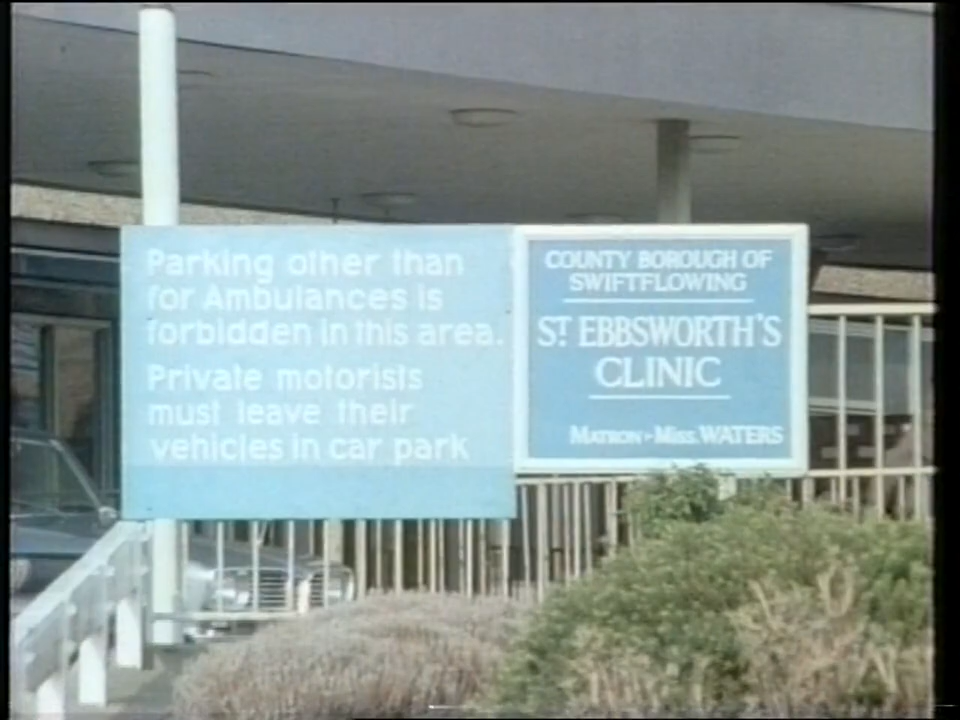 Parking other than
for Ambulances is
forbidden in this area.
Private motorists
must leave their
vehicles in car park
COUNTY BOROUGH OF
SWIFTFLOWING
ST EBBSWORTH'S
CLINIC
MATRON - MISS. WATERS